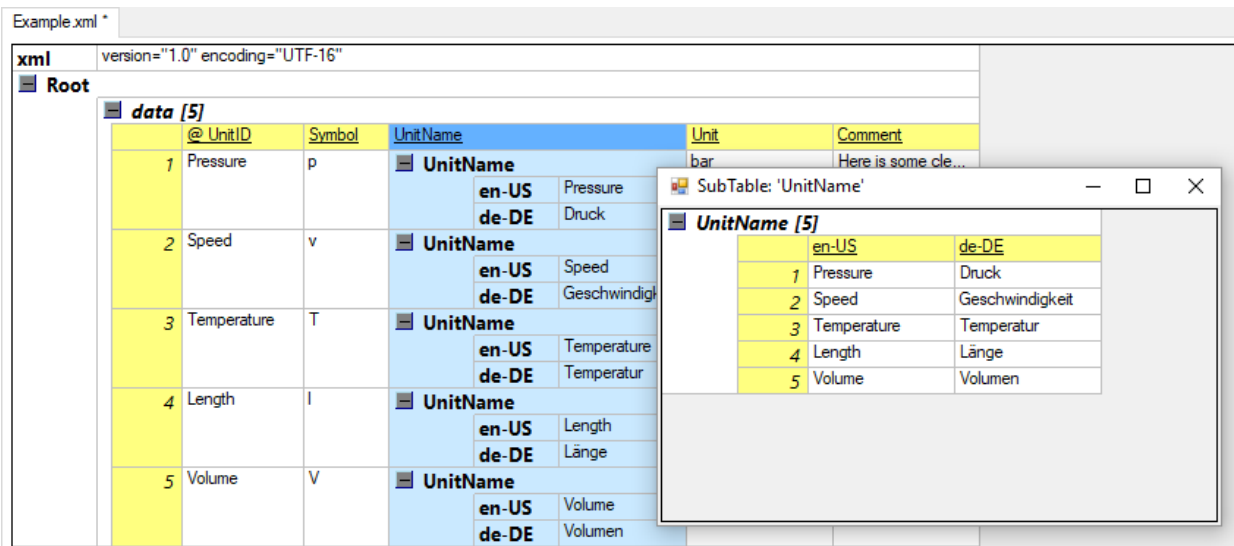 Example.xml *
xml version="1.0" encoding="UTF-16"
Root
data [5]
@ UnitID Symbol UnitName Unit Comment
1 Pressure p UnitName bar Here is some cle...
en-US Pressure
de-DE Druck
2 Speed v UnitName
en-US Speed
de-DE Geschwindigk
3 Temperature T UnitName
en-US Temperature
de-DE Temperatur
4 Length l UnitName
en-US Length
de-DE Länge
5 Volume V UnitName
en-US Volume
de-DE Volumen
SubTable: 'UnitName'
UnitName [5]
en-US de-DE
1 Pressure Druck
2 Speed Geschwindigkeit
3 Temperature Temperatur
4 Length Länge
5 Volume Volumen